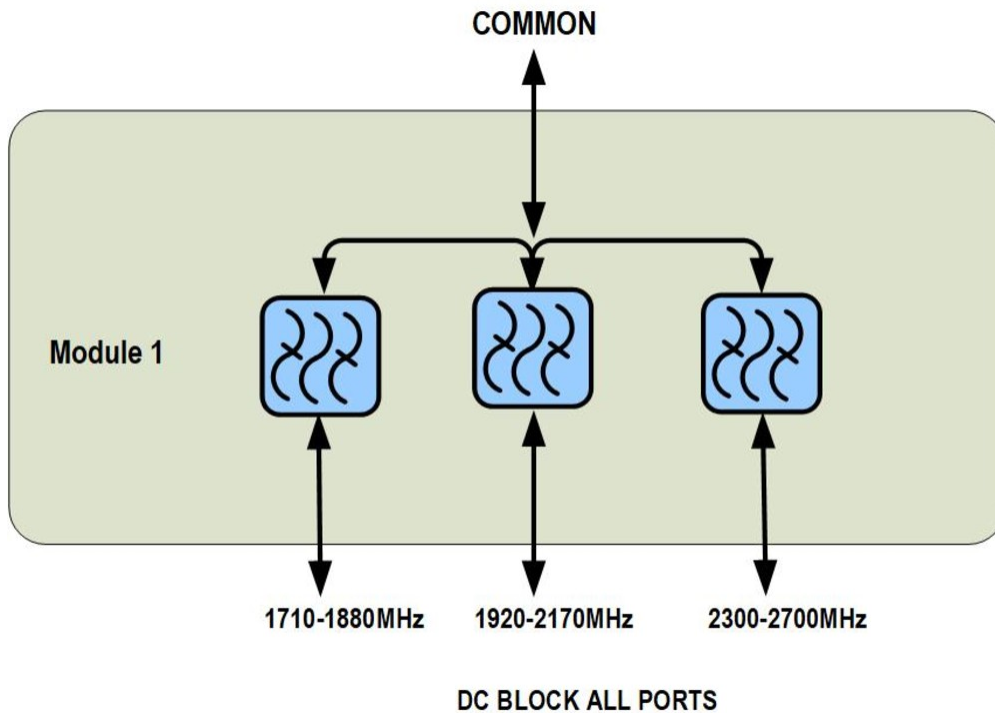 COMMON
Module 1
1710-1880MHz
1920-2170MHz
2300-2700MHz
DC BLOCK ALL PORTS